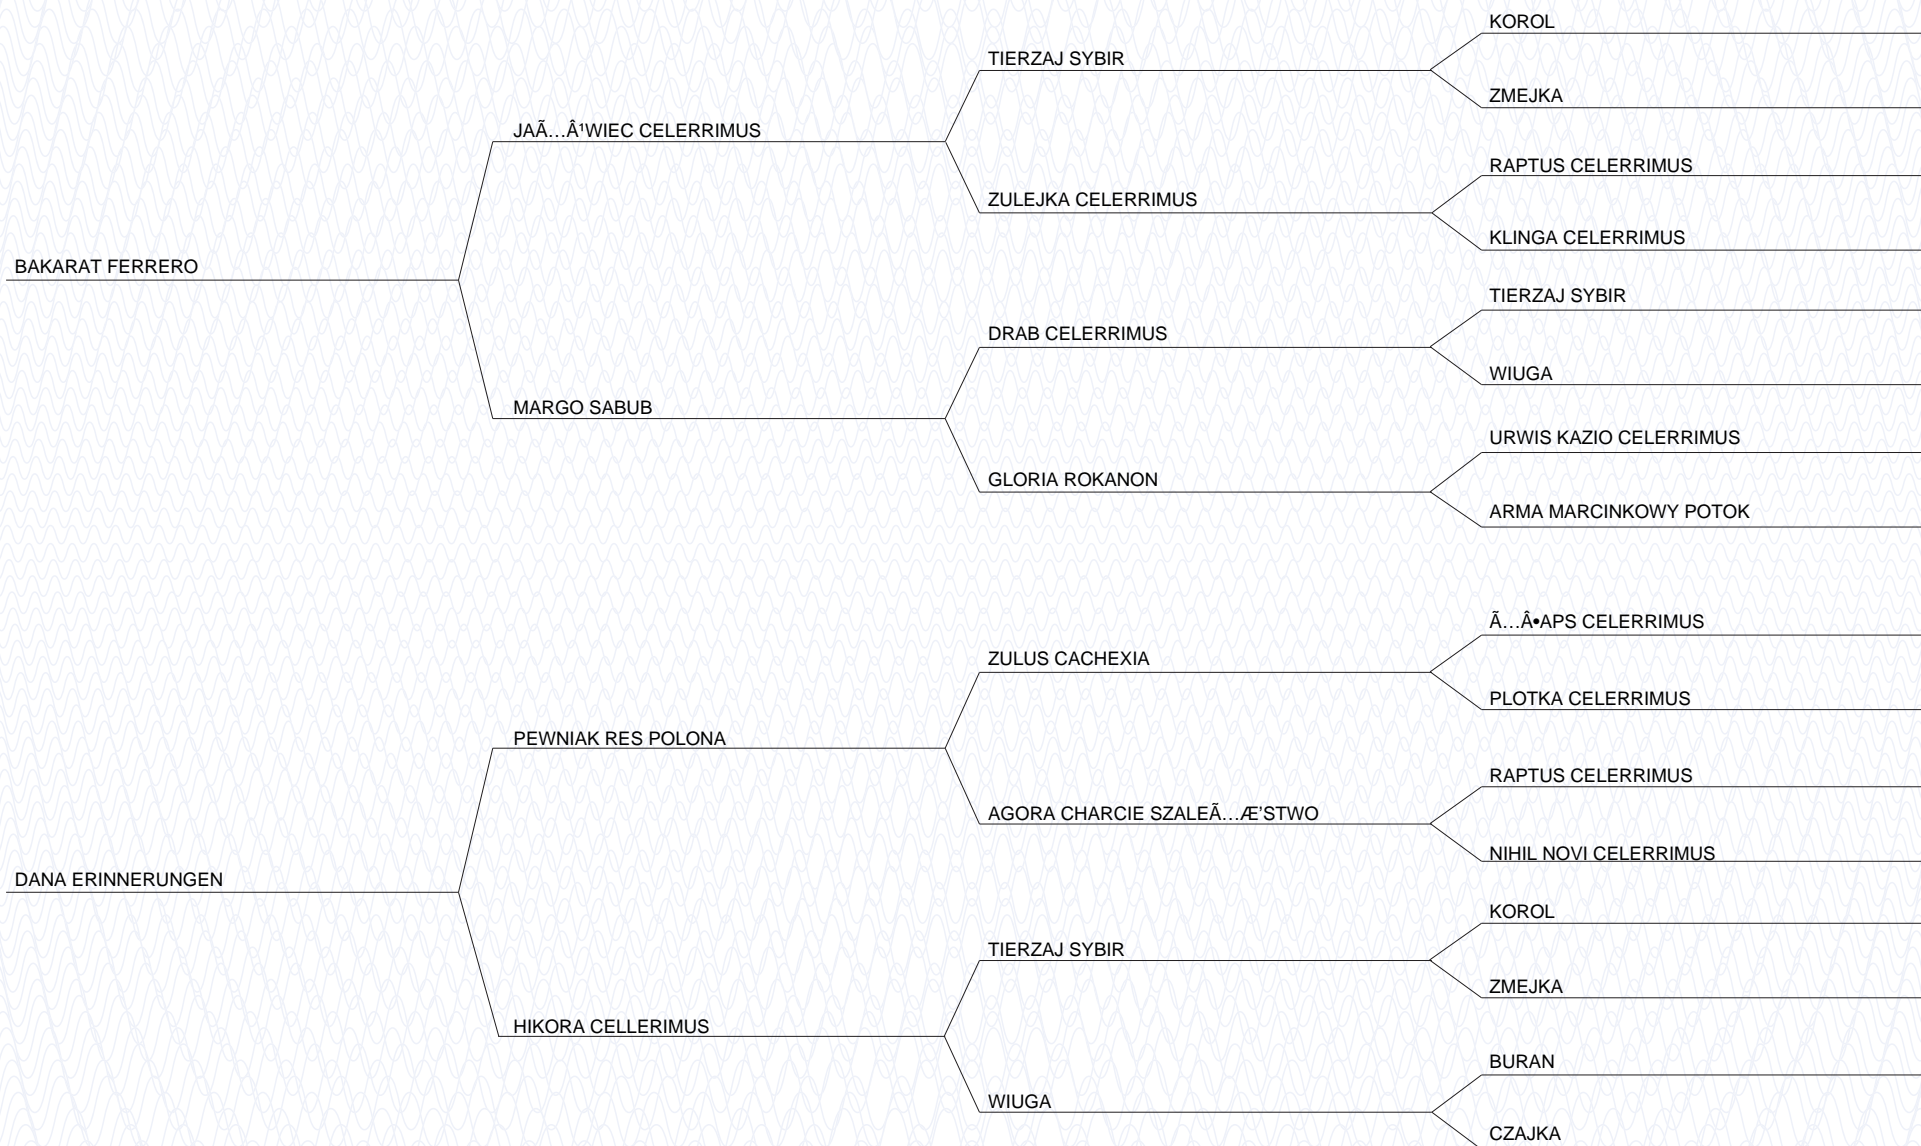 KOROL
TIERZAJ SYBIR
ZMEJKA
JAÃ…Â¹WIEC CELERRIMUS
RAPTUS CELERRIMUS
ZULEJKA CELERRIMUS
KLINGA CELERRIMUS
BAKARAT FERRERO
TIERZAJ SYBIR
DRAB CELERRIMUS
WIUGA
MARGO SABUB
URWIS KAZIO CELERRIMUS
GLORIA ROKANON
ARMA MARCINKOWY POTOK
Ã…Â•APS CELERRIMUS
ZULUS CACHEXIA
PLOTKA CELERRIMUS
PEWNIAK RES POLONA
RAPTUS CELERRIMUS
AGORA CHARCIE SZALEÃ…Æ'STWO
NIHIL NOVI CELERRIMUS
DANA ERINNERUNGEN
KOROL
TIERZAJ SYBIR
ZMEJKA
HIKORA CELLERIMUS
BURAN
WIUGA
CZAJKA